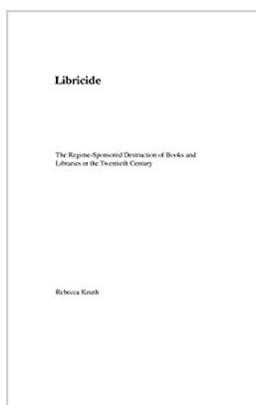 Libricide
The Regime-Sponsored Destruction of Books and
Libraries in the Twentieth Century
Rebecca Knuth